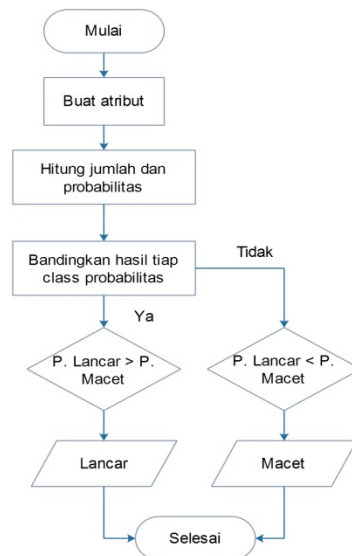 Mulai
Buat atribut
Hitung jumlah dan
probabilitas
Bandingkan hasil tiap
class probabilitas
Tidak
Ya
P. Lancar > P.
Macet
P. Lancar < P.
Macet
Lancar
Macet
Selesai